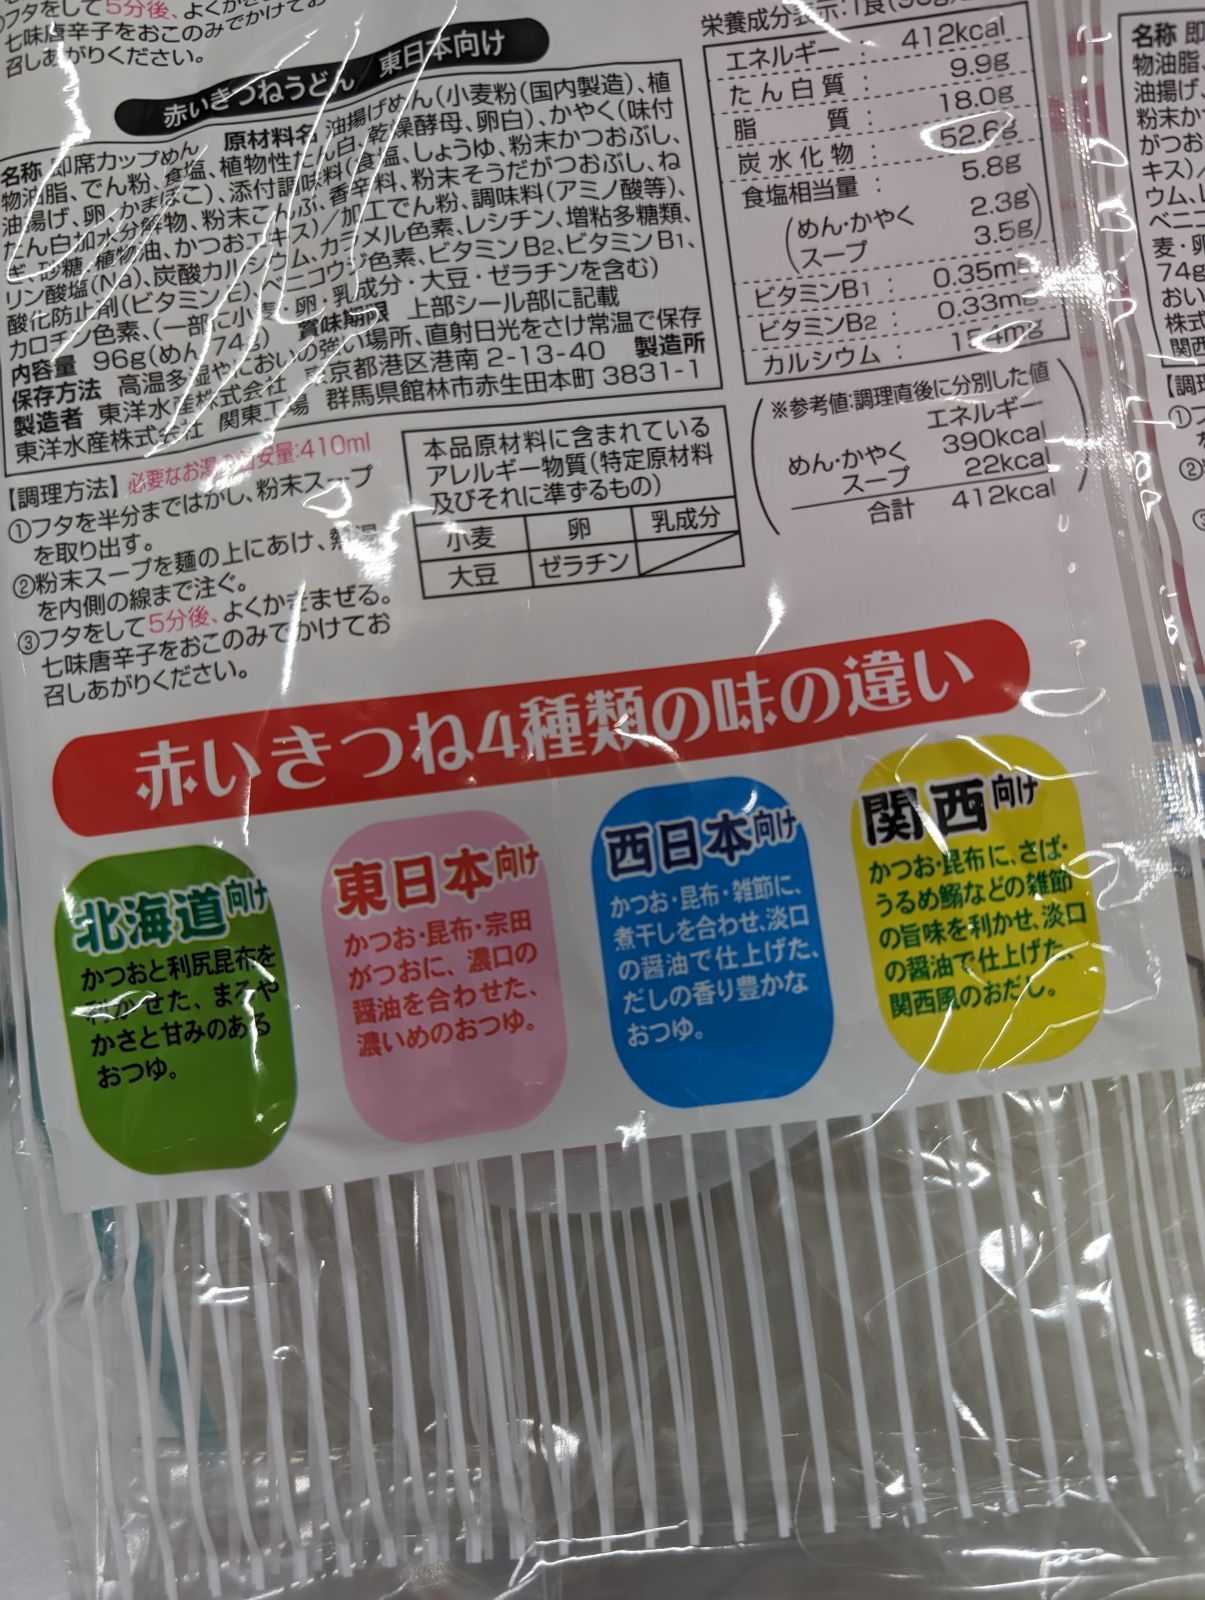 フタをして5分後、よくかき
七味唐辛子をおこのみでかけてお
召しあがりください。
赤いきつねうどん 東日本向け
名称 即席カップめん 原材料名 油揚げめん(小麦粉(国内製造)、植
物油脂、でん粉、食塩、植物性たん白、乾燥酵母、卵白)、かやく(味付
油揚げ、卵、かまぼこ)、添付調味料(食塩、しょうゆ、粉末かつおぶし、
たん白加水分解物、粉末こんぶ、香辛料、粉末そうだがつおぶし、ね
ぎ、砂糖、植物油、かつおエキス)/加工でん粉、調味料(アミノ酸等)、
リン酸塩(Na)、炭酸カルシウム、カラメル色素、レシチン、増粘多糖類、
酸化防止剤(ビタミンE)、ベニコウジ色素、ビタミンB2、ビタミンB1、
カロチン色素、(一部に小麦・卵・乳成分・大豆・ゼラチンを含む)
内容量 96g(めん74g) 賞味期限 上部シール部に記載
保存方法 高温多湿やにおいの強い場所、直射日光をさけ常温で保存
製造者 東洋水産株式会社 東京都港区港南 2-13-40 製造所
東洋水産株式会社 関東工場 群馬県館林市赤生田本町 3831-1
【調理方法】必要なお湯の目安量:410ml
①フタを半分まではがし、粉末スープ
を取り出す。
②粉末スープを麺の上にあけ、熱湯
を内側の線まで注ぐ。
③フタをして5分後、よくかきまぜる。
七味唐辛子をおこのみでかけてお
召しあがりください。
本品原材料に含まれている
アレルギー物質(特定原材料
及びそれに準ずるもの)
小麦 卵 乳成分
大豆 ゼラチン
栄養成分表示:1食(96g)
エネルギー : 412kcal
たん白質 : 9.9g
脂質 : 18.0g
炭水化物 : 52.6g
食塩相当量 : 5.8g
(めん・かやく 2.3g)
(スープ 3.5g)
ビタミンB1 : 0.35mg
ビタミンB2 : 0.33mg
カルシウム : 154mg
※参考値:調理直後に分別した値
エネルギー
めん・かやく 390kcal
スープ 22kcal
合計 412kcal
名称 即
物油脂、
油揚げ、
粉末か
がつお
キス)/
ウム、
ベニコ
麦・卵
74g
おい
株式
関西
【調理
①フ
②
赤いきつね4種類の味の違い
北海道向け
かつおと利尻昆布を
利かせた、まろや
かさと甘みのある
おつゆ。
東日本向け
かつお・昆布・宗田
がつおに、濃口の
醤油を合わせた、
濃いめのおつゆ。
西日本向け
かつお・昆布・雑節に、
煮干しを合わせ、淡口
の醤油で仕上げた、
だしの香り豊かな
おつゆ。
関西向け
かつお・昆布に、さば・
うるめ鰯などの雑節
の旨味を利かせ、淡口
の醤油で仕上げた、
関西風のおだし。